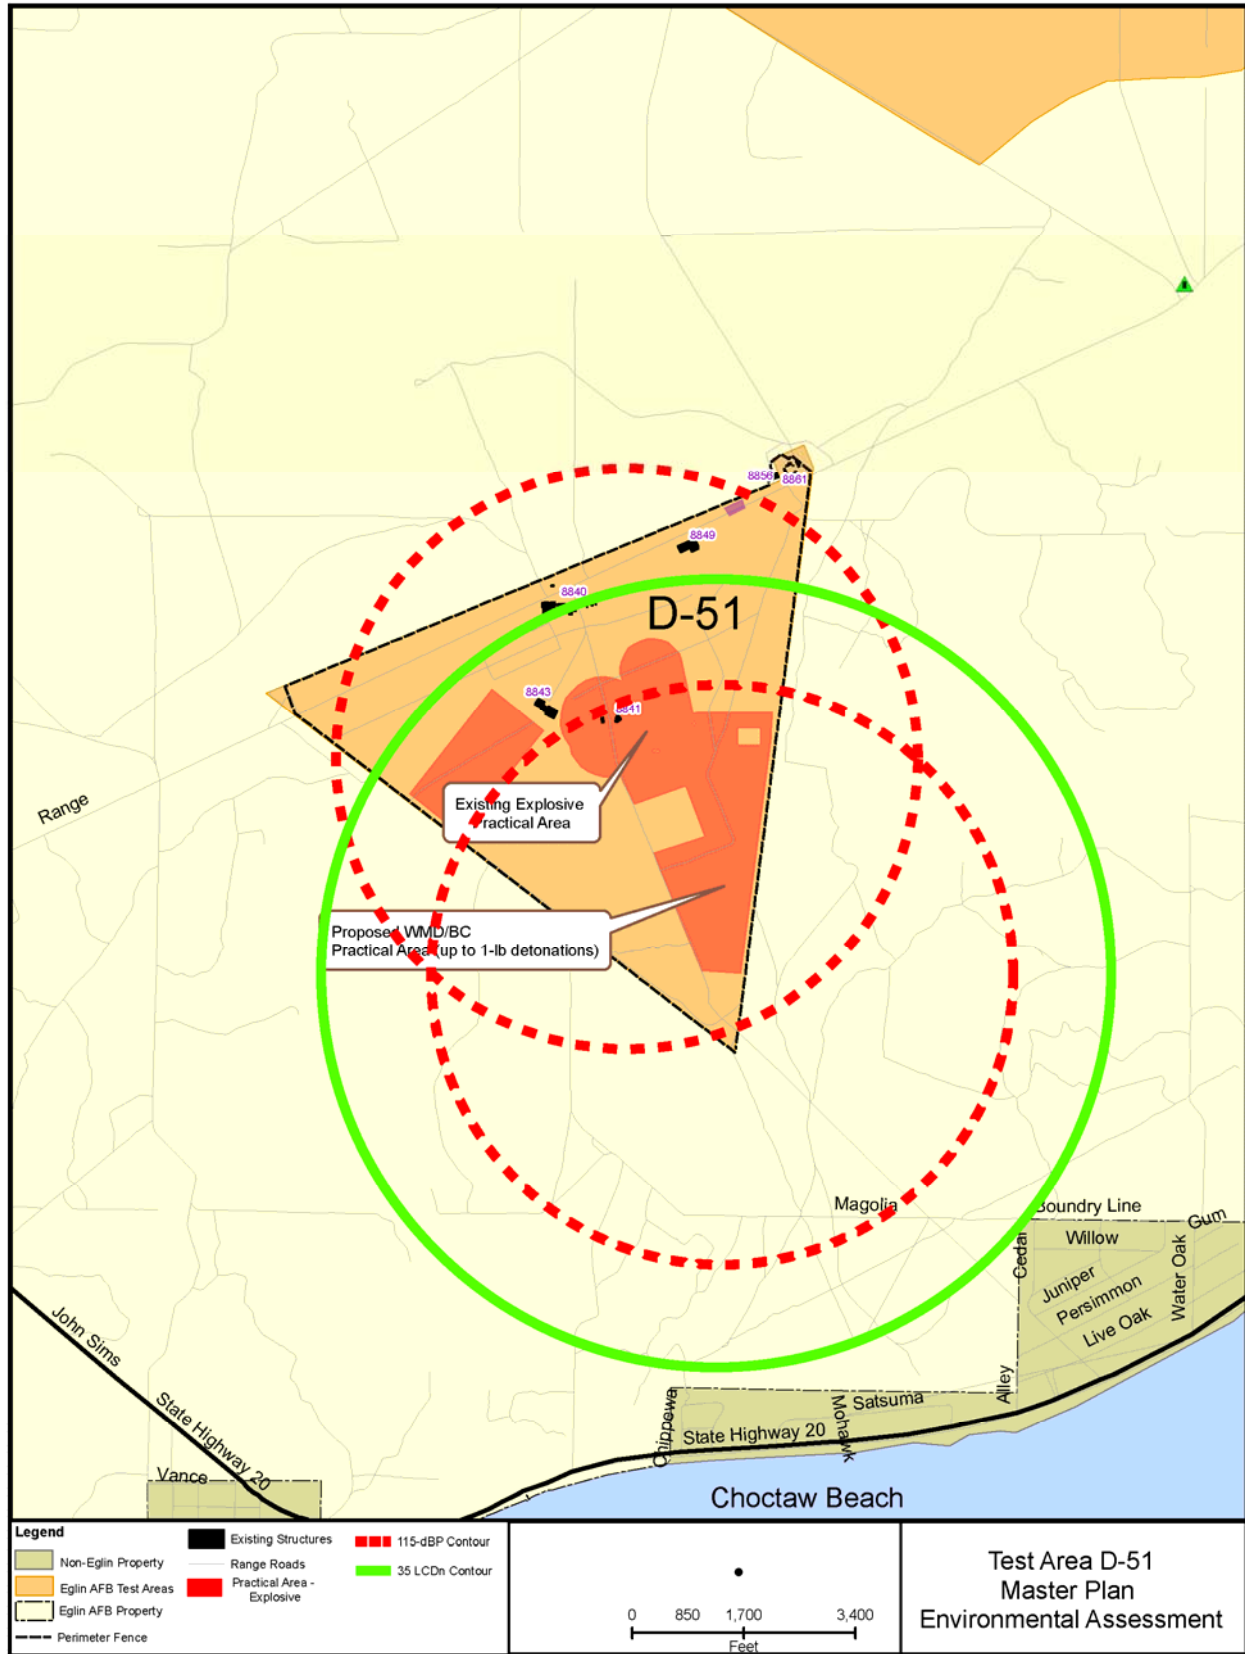 8856
8861
8849
8840
D-51
8843
8841
Existing Explosive
Practical Area
Range
Proposed WMD/BC
Practical Area (up to 1-lb detonations)
Magolia
Boundry Line
Gum
Willow
Cedar
Water Oak
Juniper
Persimmon
Live Oak
John Sims
State Highway 20
Alley
Satsuma
Chippewa
Mohawk
State Highway 20
Vance
Choctaw Beach
Legend
Non-Eglin Property
Eglin AFB Test Areas
Eglin AFB Property
Perimeter Fence
Existing Structures
Range Roads
Practical Area -
Explosive
115-dBP Contour
35 LCDn Contour
0 850 1,700 3,400
Feet
Test Area D-51
Master Plan
Environmental Assessment